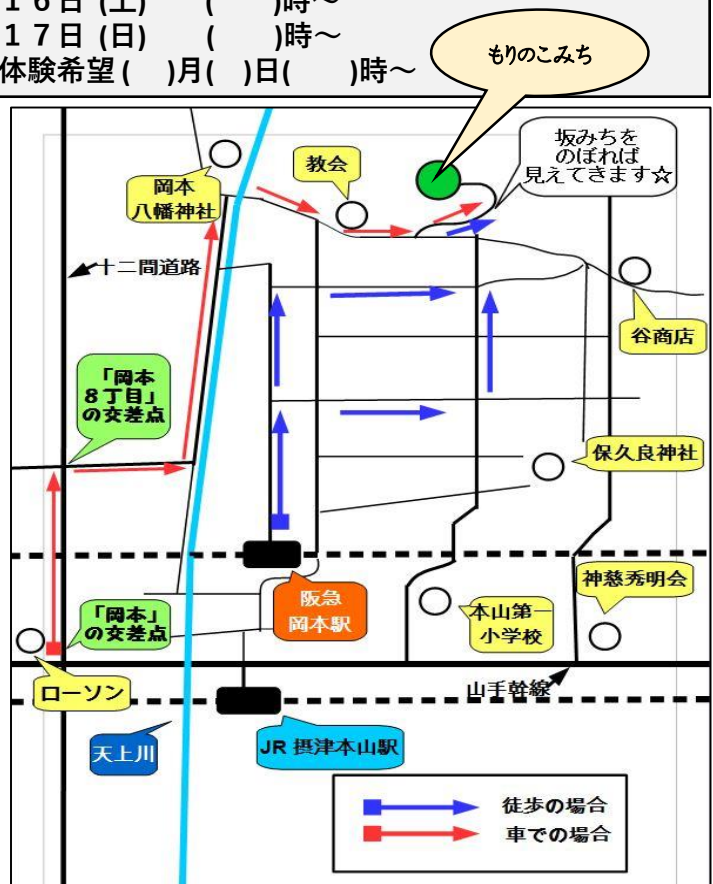 １６日 (土)　　(　　)時～
１７日 (日)　　(　　)時～
体験希望 (　)月(　)日(　　)時～
もりのこみち
坂みちを
のぼれば
見えてきます☆
教会
岡本
八幡神社
十二間道路
谷商店
「岡本
８丁目」
の交差点
保久良神社
阪急
岡本駅
神慈秀明会
「岡本」
の交差点
本山第一
小学校
ローソン
山手幹線
天上川
JR 摂津本山駅
徒歩の場合
車での場合